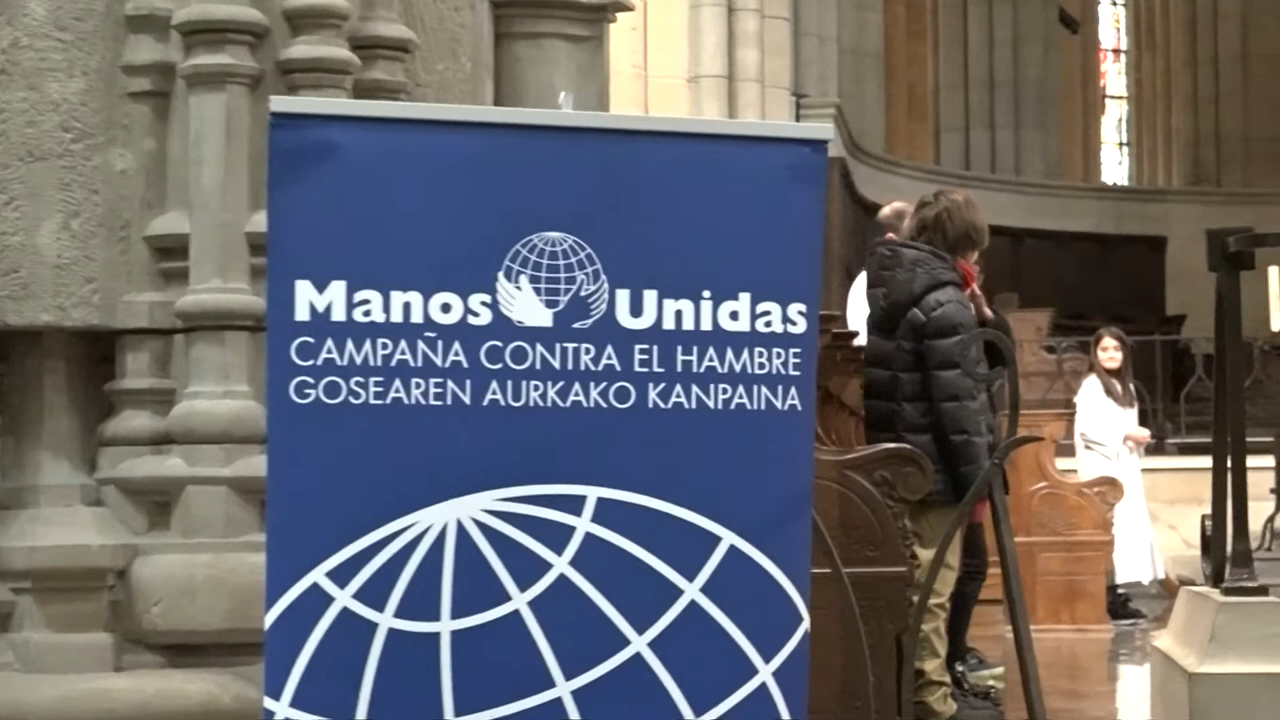 Manos Unidas
CAMPAÑA CONTRA EL HAMBRE
GOSEAREN AURKAKO KANPAINA